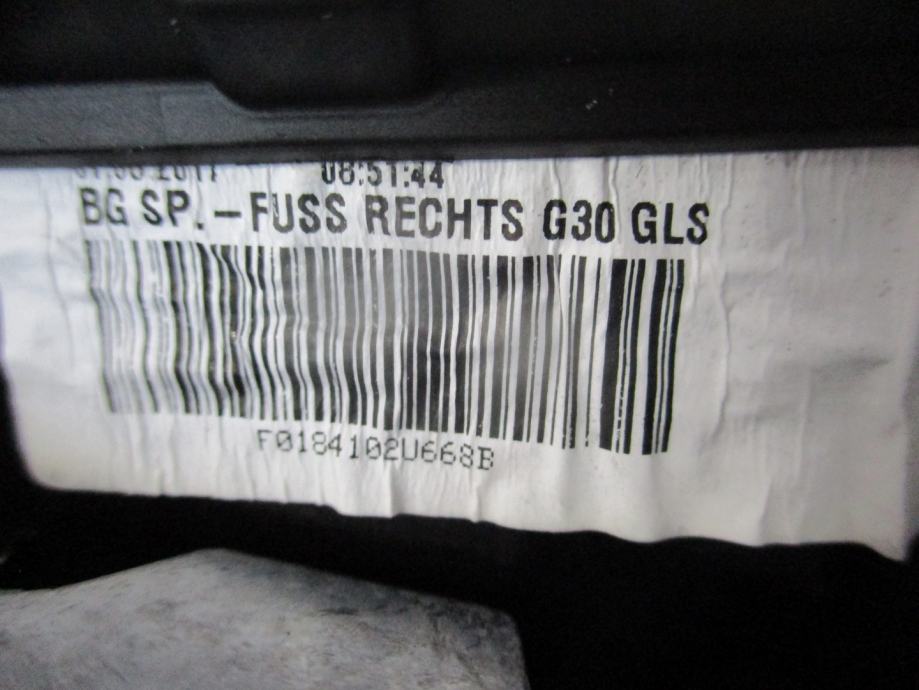 08:51:44
BG SP.-FUSS RECHTS G30 GLS
F0184102U668B